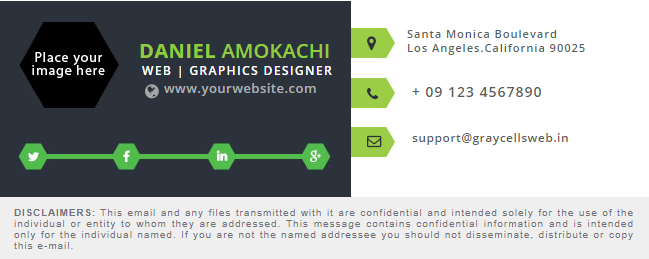 Place your
image here
DANIEL AMOKACHI
WEB | GRAPHICS DESIGNER
www.yourwebsite.com
Santa Monica Boulevard
Los Angeles.California 90025
+ 09 123 4567890
support@graycellsweb.in
DISCLAIMERS: This email and any files transmitted with it are confidential and intended solely for the use of the
individual or entity to whom they are addressed. This message contains confidential information and is intended
only for the individual named. If you are not the named addressee you should not disseminate, distribute or copy
this e-mail.